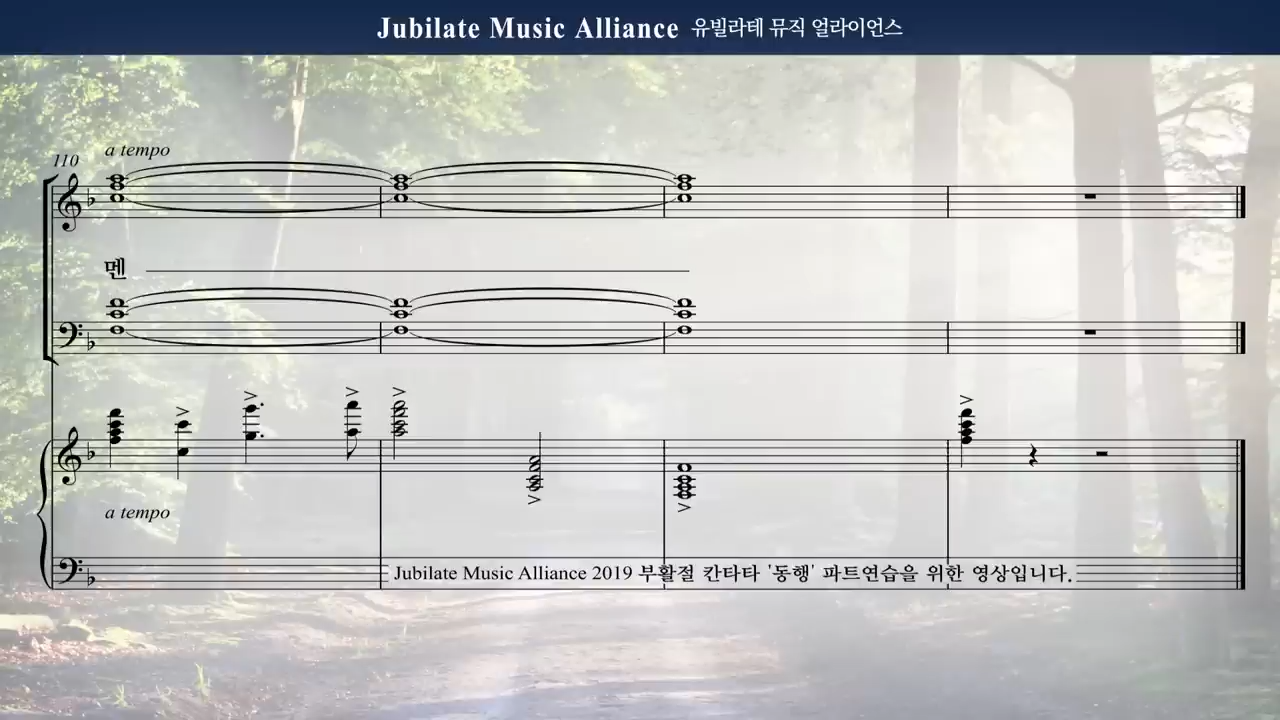 Jubilate Music Alliance 유빌라테 뮤직 얼라이언스
a tempo
110
멘
a tempo
Jubilate Music Alliance 2019 부활절 칸타타 '동행' 파트연습을 위한 영상입니다.